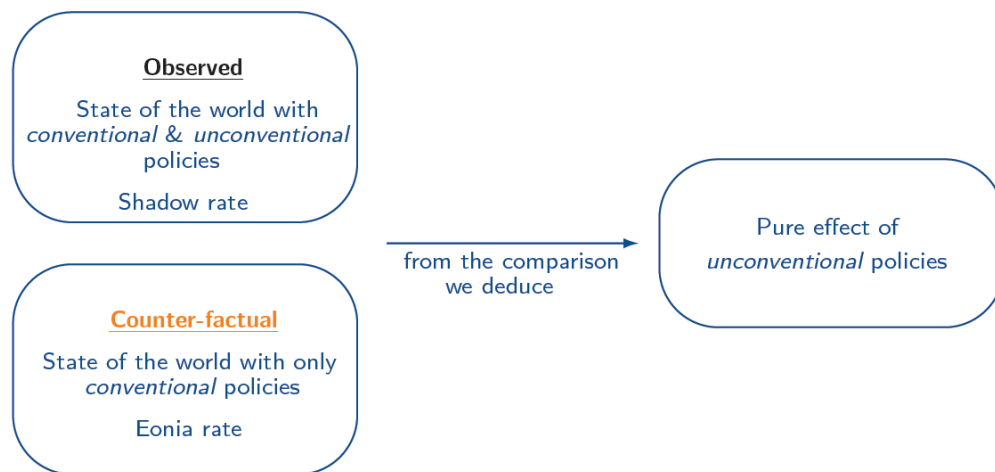 Observed
State of the world with
conventional & unconventional
policies
Shadow rate
Counter-factual
State of the world with only
conventional policies
Eonia rate
from the comparison
we deduce
Pure effect of
unconventional policies